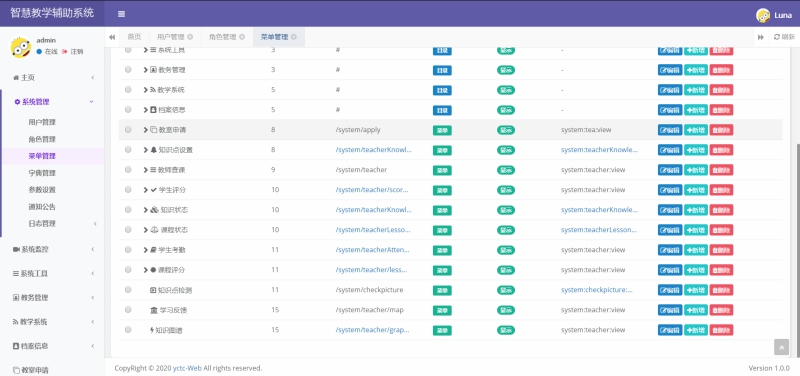 智慧教学辅助系统
Luna
admin
在线 注销
首页 用户管理 角色管理 菜单管理 刷新
主页
系统管理
用户管理
角色管理
菜单管理
字典管理
参数设置
通知公告
日志管理
系统监控
系统工具
教务管理
教学系统
档案信息
教室申请
系统工具 3 # 目录 显示 - 编辑 新增 删除
教务管理 3 # 目录 显示 - 编辑 新增 删除
教学系统 5 # 目录 显示 - 编辑 新增 删除
档案信息 5 # 目录 显示 - 编辑 新增 删除
教室申请 8 /system/apply 菜单 显示 system:tea:view 编辑 新增 删除
知识点设置 8 /system/teacherKnowl... 菜单 显示 system:teacherKnowle... 编辑 新增 删除
教师查课 9 /system/teacher 菜单 显示 system:teacher:view 编辑 新增 删除
学生评分 10 /system/teacher/scor... 菜单 显示 system:teacher:view 编辑 新增 删除
知识状态 10 /system/teacherKnowl... 菜单 显示 system:teacherKnowle... 编辑 新增 删除
课程状态 10 /system/teacherLesso... 菜单 显示 system:teacherLesson... 编辑 新增 删除
学生考勤 11 /system/teacherAtten... 菜单 显示 system:teacher:view 编辑 新增 删除
课程评分 11 /system/teacher/less... 菜单 显示 system:teacher:view 编辑 新增 删除
知识点检测 11 /system/checkpicture 菜单 显示 system:checkpicture:... 编辑 新增 删除
学习反馈 15 /system/teacher/map 菜单 显示 system:teacher:view 编辑 新增 删除
知识图谱 15 /system/teacher/grap... 菜单 显示 system:teacher:view 编辑 新增 删除
CopyRight © 2020 yctc-Web All rights reserved. Version 1.0.0